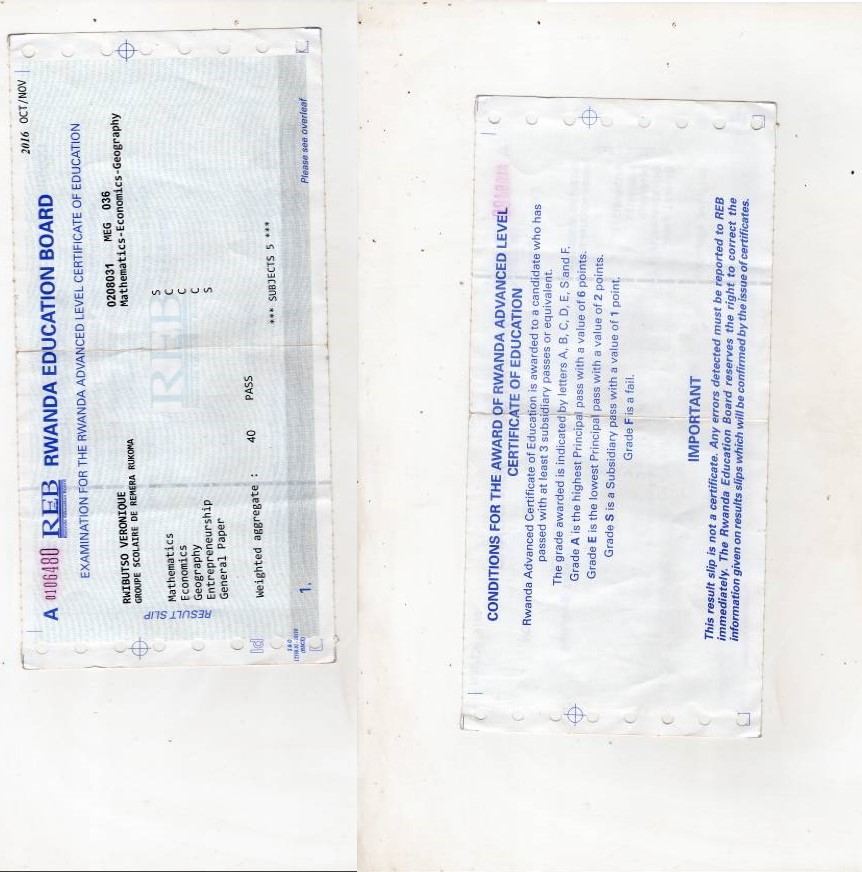 2016 OCT/NOV
A 0106480 REB RWANDA EDUCATION BOARD
Rwanda Education Board
EXAMINATION FOR THE RWANDA ADVANCED LEVEL CERTIFICATE OF EDUCATION
RWIBUTSO VERONIQUE
GROUPE SCOLAIRE DE REMERA RUKOMA
0208031 MEG 036
Mathematics-Economics-Geography
RESULT SLIP
REB
Mathematics S
Economics C
Geography C
Entrepreneurship C
General Paper S
Weighted aggregate : 40 PASS
*** SUBJECTS 5 ***
1.
Please see overleaf
CONDITIONS FOR THE AWARD OF RWANDA ADVANCED LEVEL
CERTIFICATE OF EDUCATION
Rwanda Advanced Certificate of Education is awarded to a candidate who has
passed with at least 3 subsidiary passes or equivalent.
The grade awarded is indicated by letters A, B, C, D, E, S and F.
Grade A is the highest Principal pass with a value of 6 points.
Grade E is the lowest Principal pass with a value of 2 points.
Grade S is a Subsidiary pass with a value of 1 point.
Grade F is a fail.
IMPORTANT
This result slip is not a certificate. Any errors detected must be reported to REB
immediately. The Rwanda Education Board reserves the right to correct the
information given on results slips which will be confirmed by the issue of certificates.